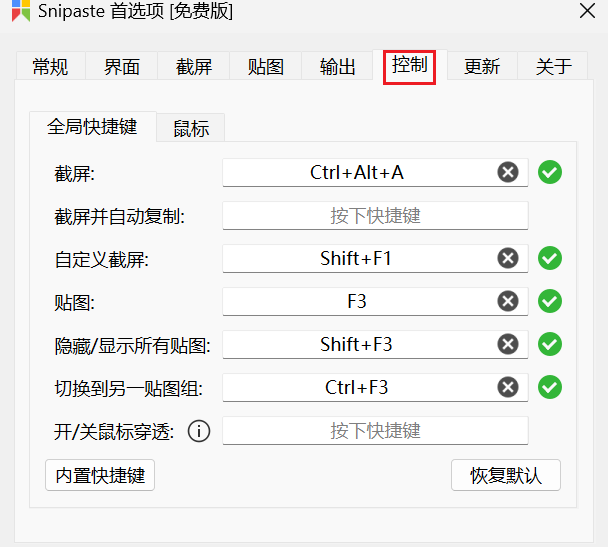 Snipaste 首选项 [免费版]
常规 界面 截屏 贴图 输出 控制 更新 关于
全局快捷键 鼠标
截屏: Ctrl+Alt+A
截屏并自动复制: 按下快捷键
自定义截屏: Shift+F1
贴图: F3
隐藏/显示所有贴图: Shift+F3
切换到另一贴图组: Ctrl+F3
开/关鼠标穿透: 按下快捷键
内置快捷键 恢复默认